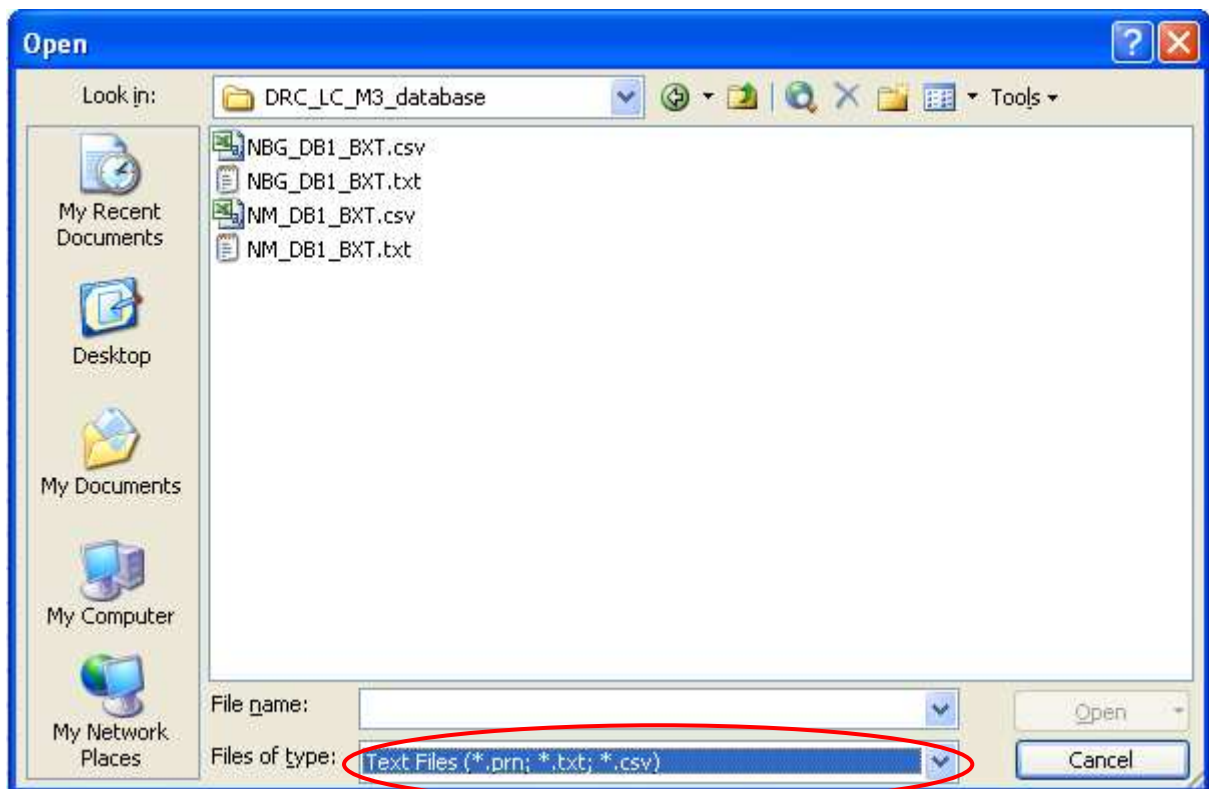 Open
Look in:
DRC_LC_M3_database
Tools
My Recent
Documents
Desktop
My Documents
My Computer
My Network
Places
NBG_DB1_BXT.csv
NBG_DB1_BXT.txt
NM_DB1_BXT.csv
NM_DB1_BXT.txt
File name:
Open
Files of type:
Text Files (*.prn; *.txt; *.csv)
Cancel